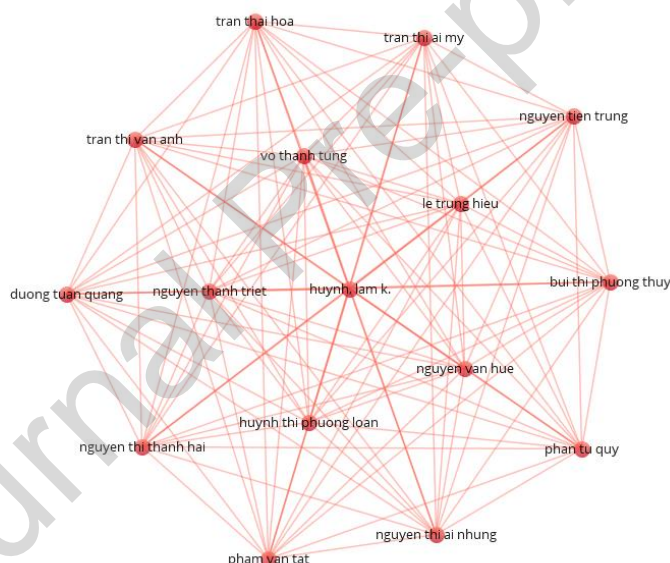 tran thai hoa
tran thi ai my
nguyen tien trung
tran thi van anh
vo thanh tung
le trung hieu
duong tuan quang
nguyen thanh triet
huynh, lam k.
bui thi phuong thuy
nguyen van hue
huynh thi phuong loan
nguyen thi thanh hai
phan tu quy
nguyen thi ai nhung
pham van tat
urnal Pre-p